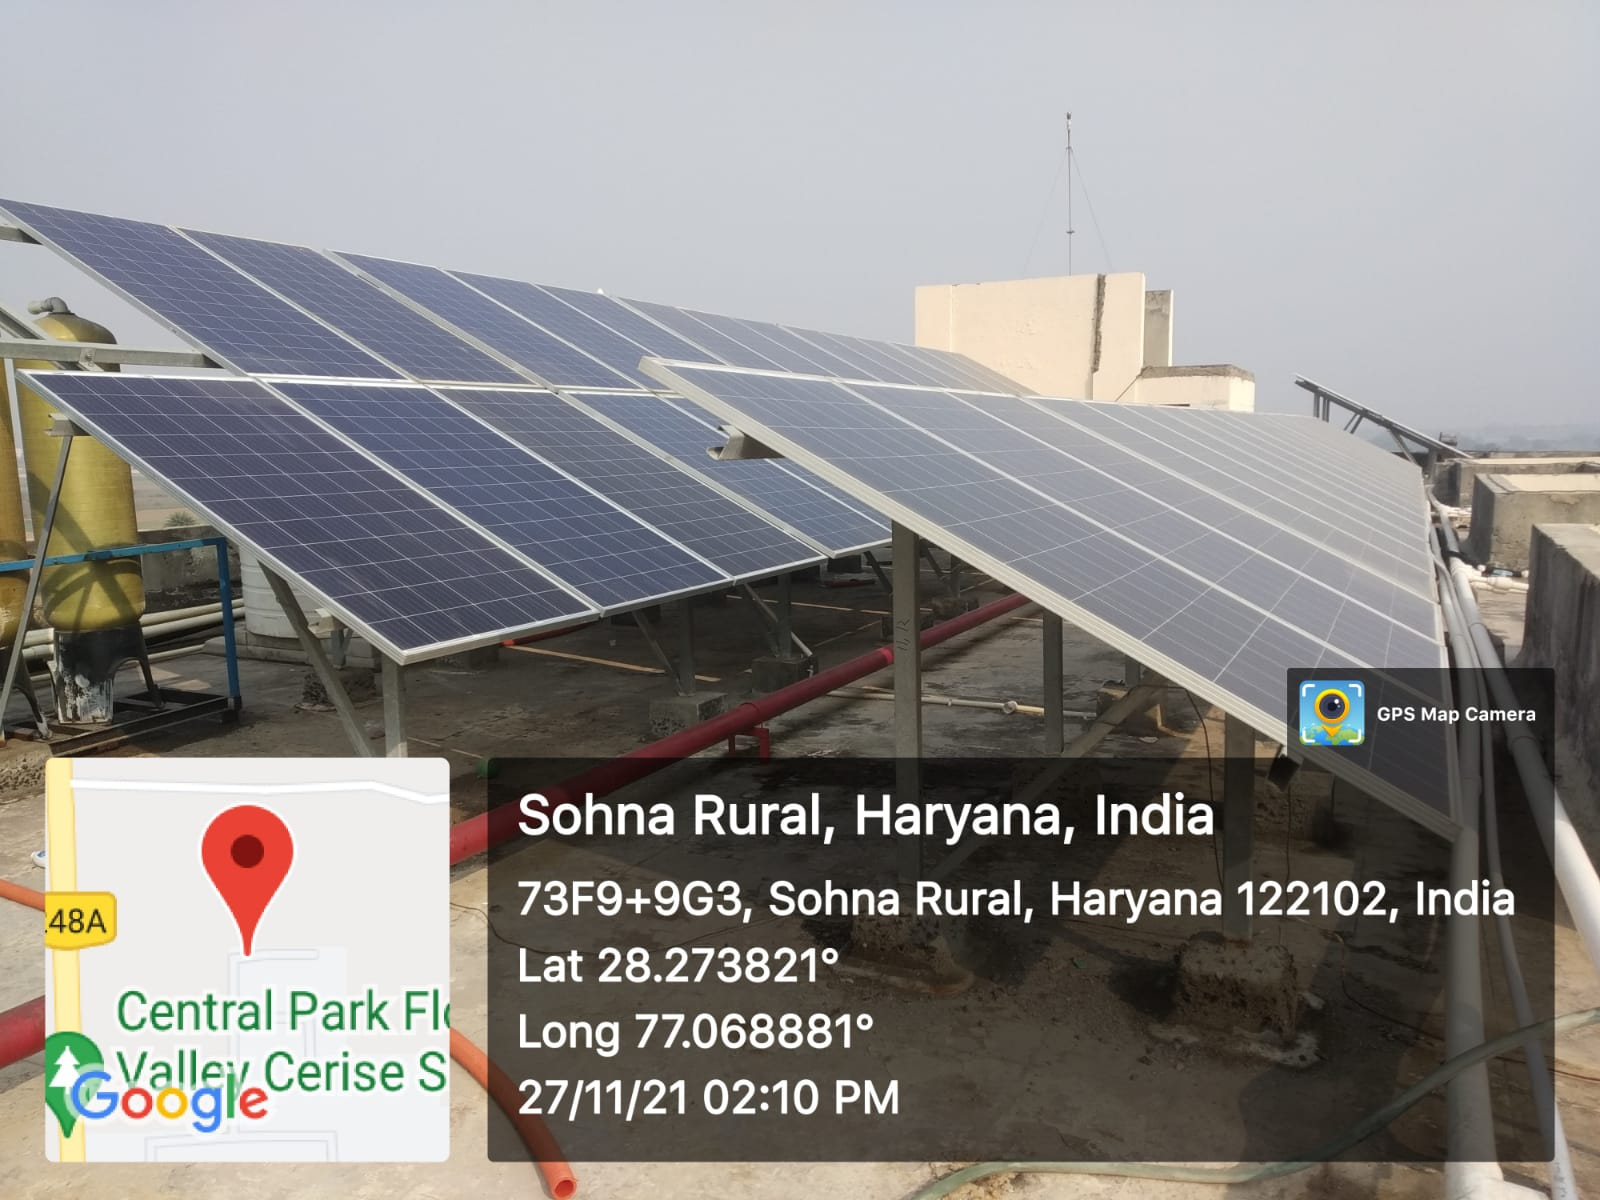 GPS Map Camera
Sohna Rural, Haryana, India
73F9+9G3, Sohna Rural, Haryana 122102, India
Lat 28.273821°
Long 77.068881°
27/11/21 02:10 PM
48A
Central Park Flo
Valley Cerise S
Google